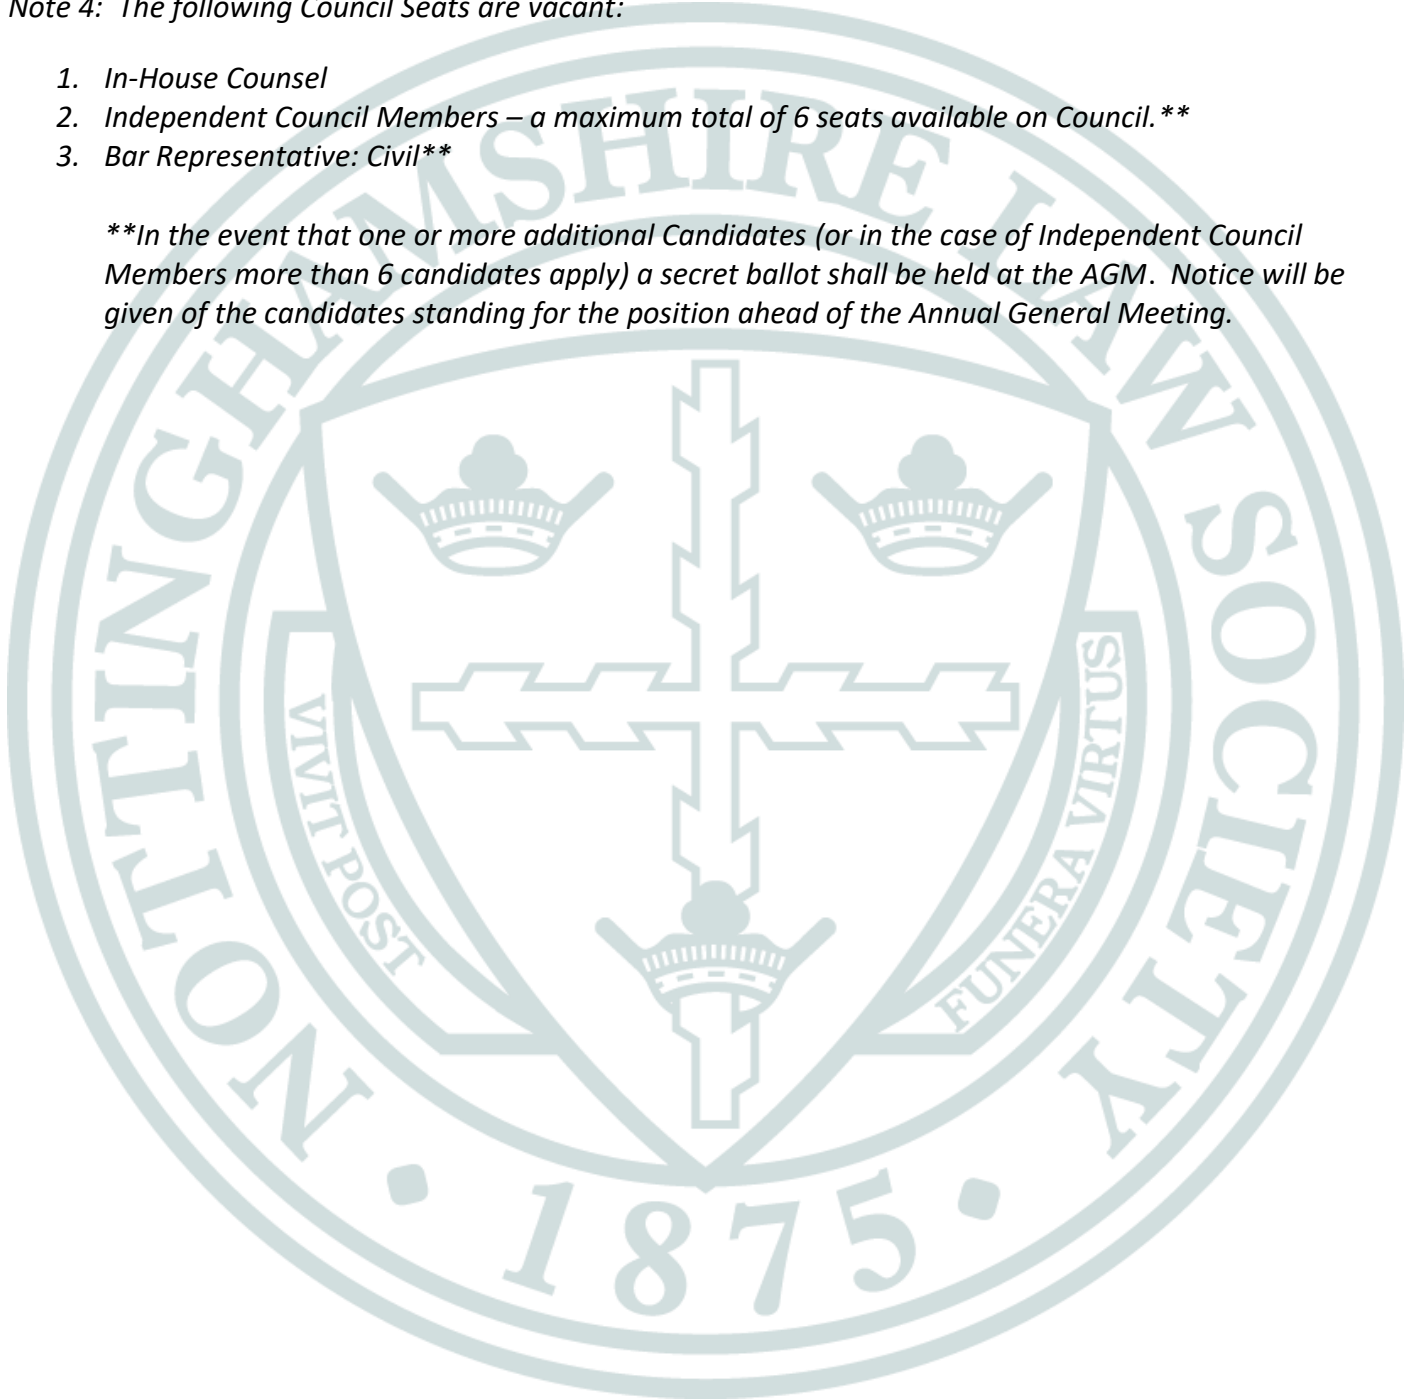 Note 4: The following Council Seats are vacant:
1. In-House Counsel
2. Independent Council Members – a maximum total of 6 seats available on Council.**
3. Bar Representative: Civil**
**In the event that one or more additional Candidates (or in the case of Independent Council
Members more than 6 candidates apply) a secret ballot shall be held at the AGM. Notice will be
given of the candidates standing for the position ahead of the Annual General Meeting.
NOTTINGHAMSHIRE LAW SOCIETY
VIVIT POST
FUNERA VIRTUS
• 1875 •